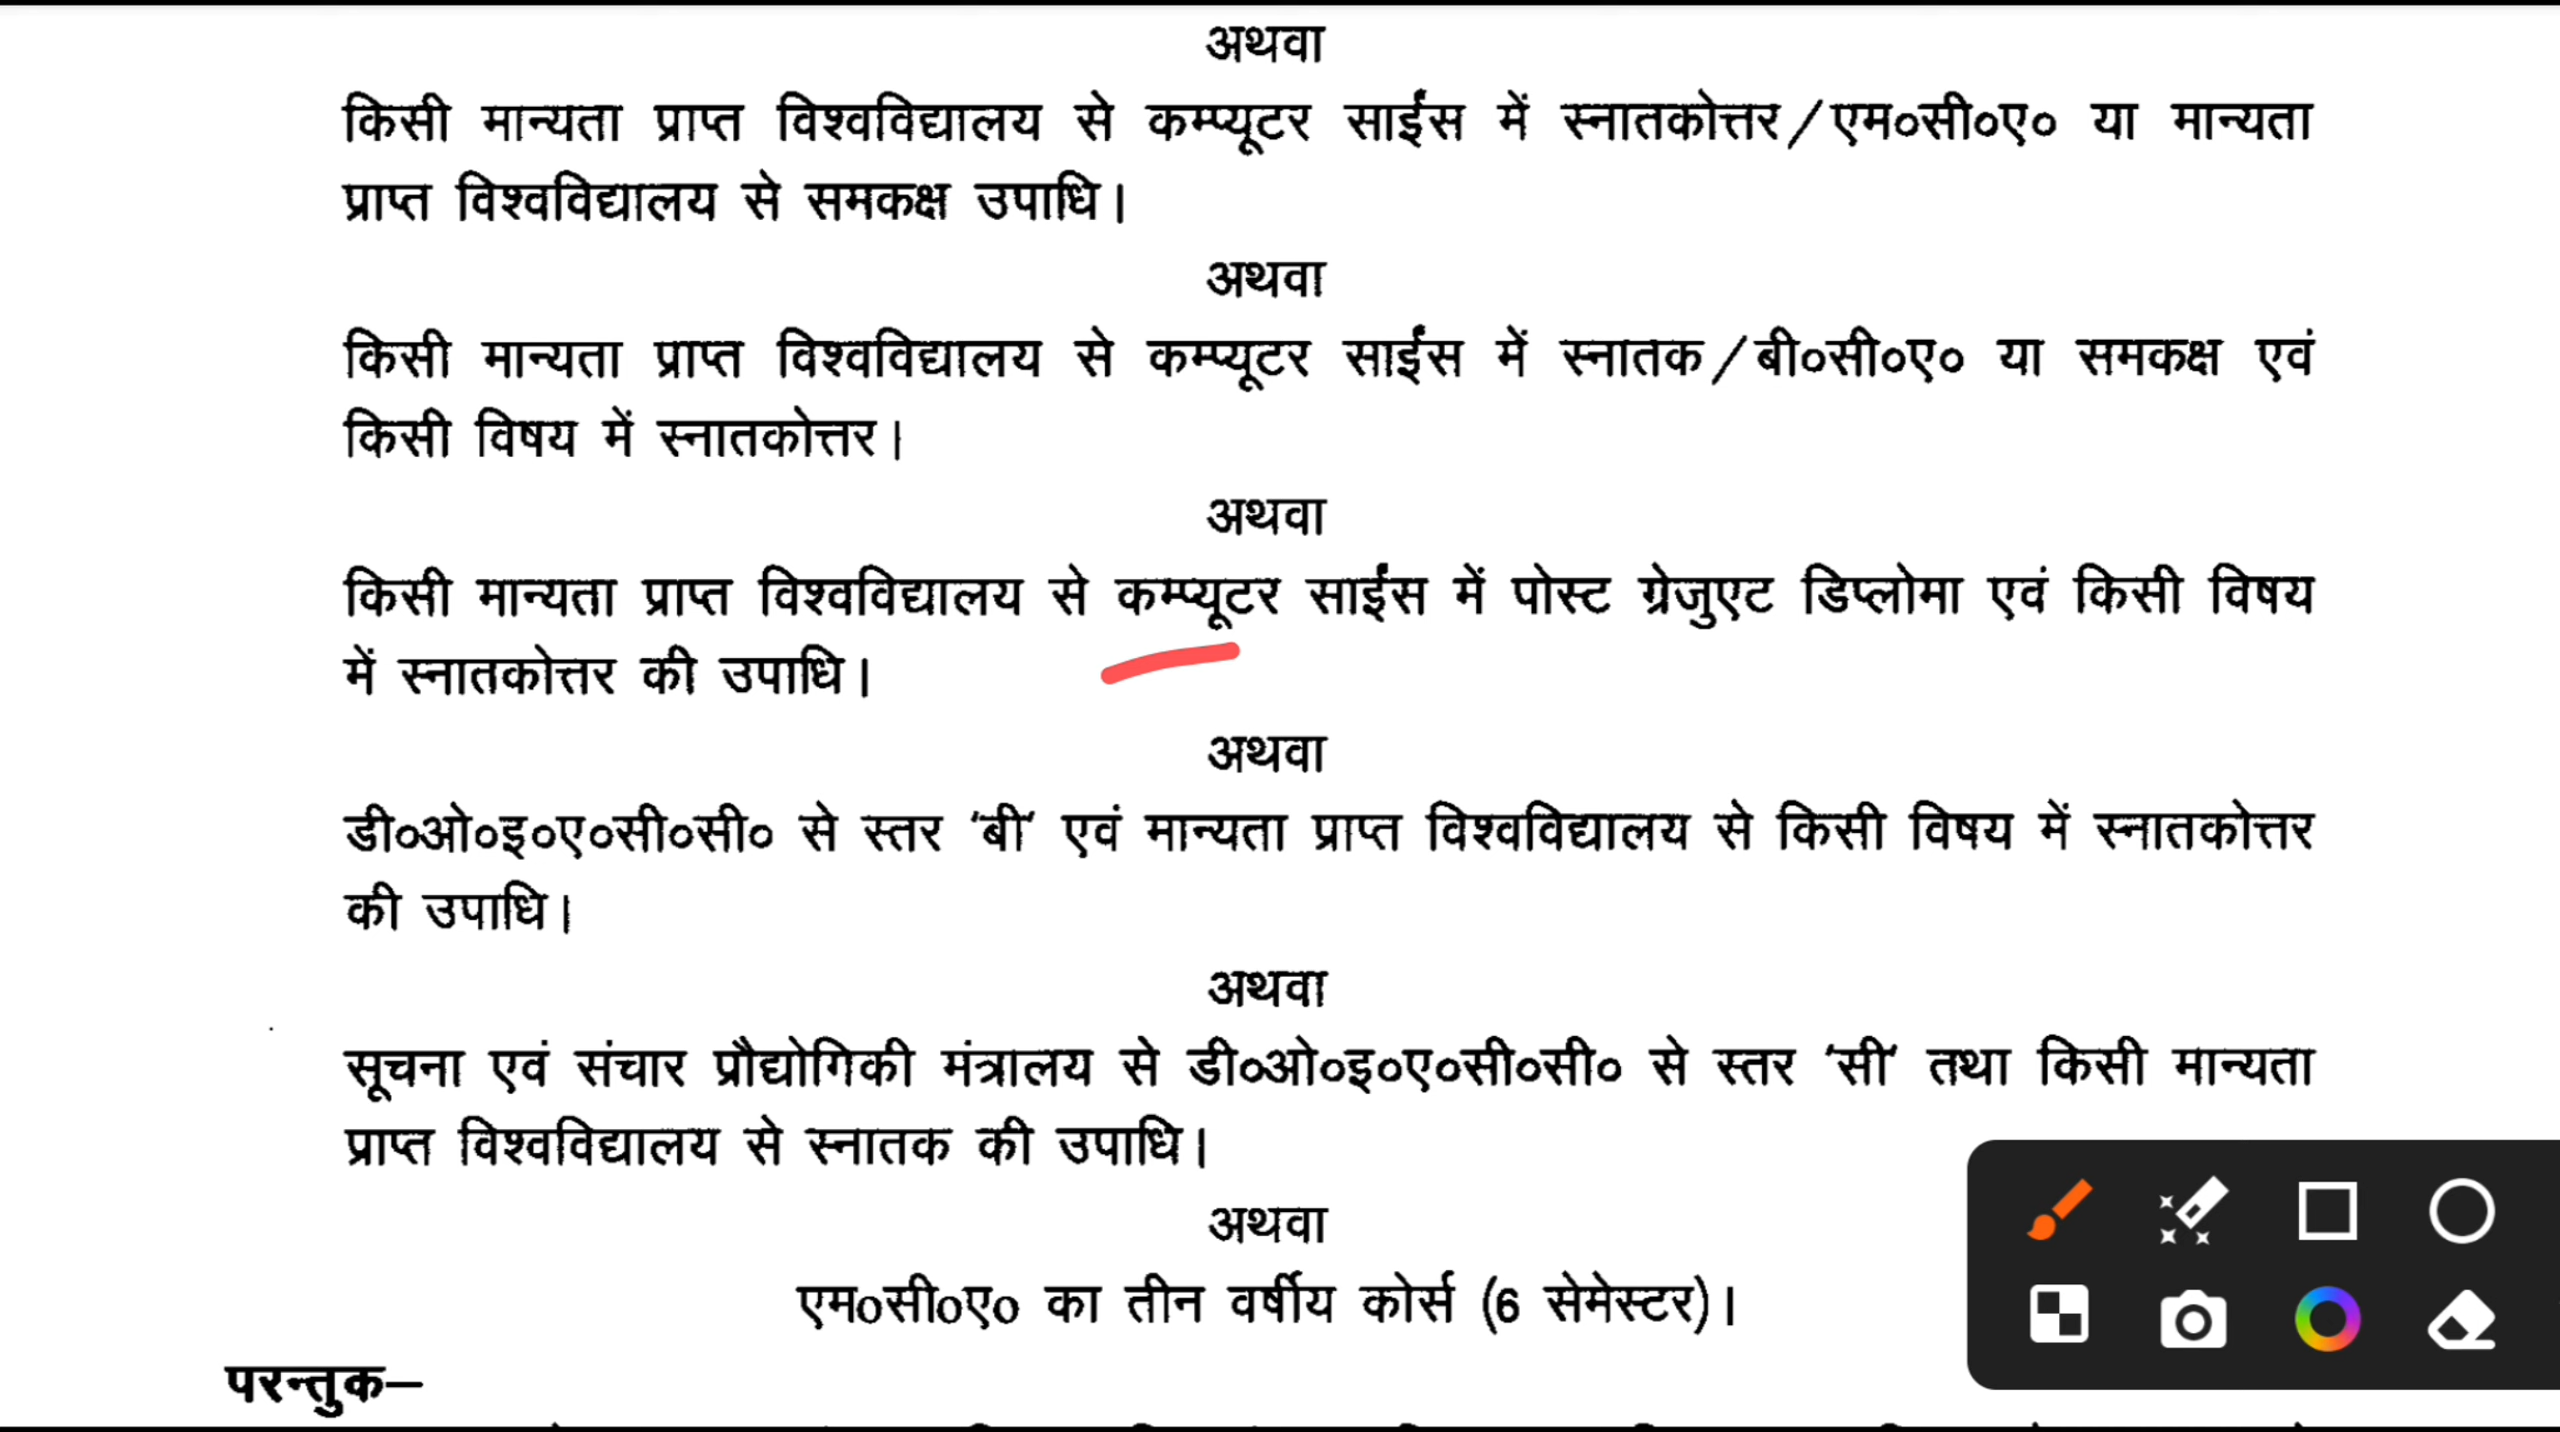 अथवा
किसी मान्यता प्राप्त विश्वविद्यालय से कम्प्यूटर साईंस में स्नातकोत्तर/एम०सी०ए० या मान्यता
प्राप्त विश्वविद्यालय से समकक्ष उपाधि।
अथवा
किसी मान्यता प्राप्त विश्वविद्यालय से कम्प्यूटर साईंस में स्नातक/बी०सी०ए० या समकक्ष एवं
किसी विषय में स्नातकोत्तर।
अथवा
किसी मान्यता प्राप्त विश्वविद्यालय से कम्प्यूटर साईंस में पोस्ट ग्रेजुएट डिप्लोमा एवं किसी विषय
में स्नातकोत्तर की उपाधि।
अथवा
डी०ओ०इ०ए०सी०सी० से स्तर ‘बी’ एवं मान्यता प्राप्त विश्वविद्यालय से किसी विषय में स्नातकोत्तर
की उपाधि।
अथवा
सूचना एवं संचार प्रौद्योगिकी मंत्रालय से डी०ओ०इ०ए०सी०सी० से स्तर ‘सी’ तथा किसी मान्यता
प्राप्त विश्वविद्यालय से स्नातक की उपाधि।
अथवा
एम०सी०ए० का तीन वर्षीय कोर्स (6 सेमेस्टर)।
परन्तुक–